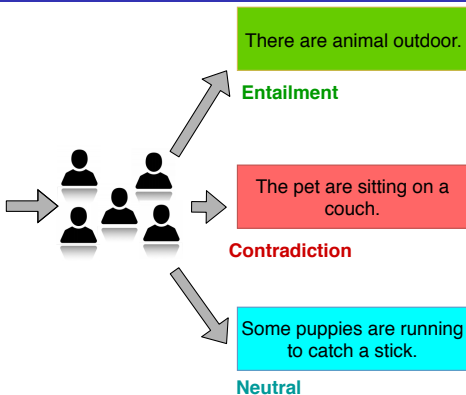 There are animal outdoor.
Entailment
The pet are sitting on a
couch.
Contradiction
Some puppies are running
to catch a stick.
Neutral